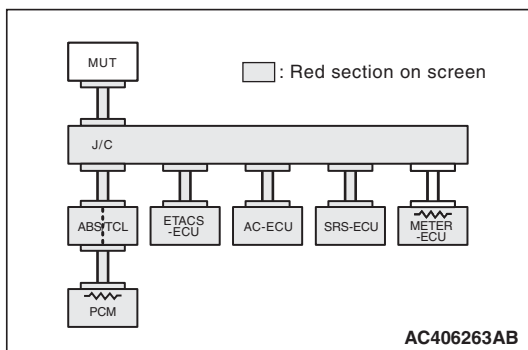 MUT
: Red section on screen
J/C
ABS/TCL
ETACS
-ECU
AC-ECU
SRS-ECU
METER
-ECU
PCM
AC406263AB